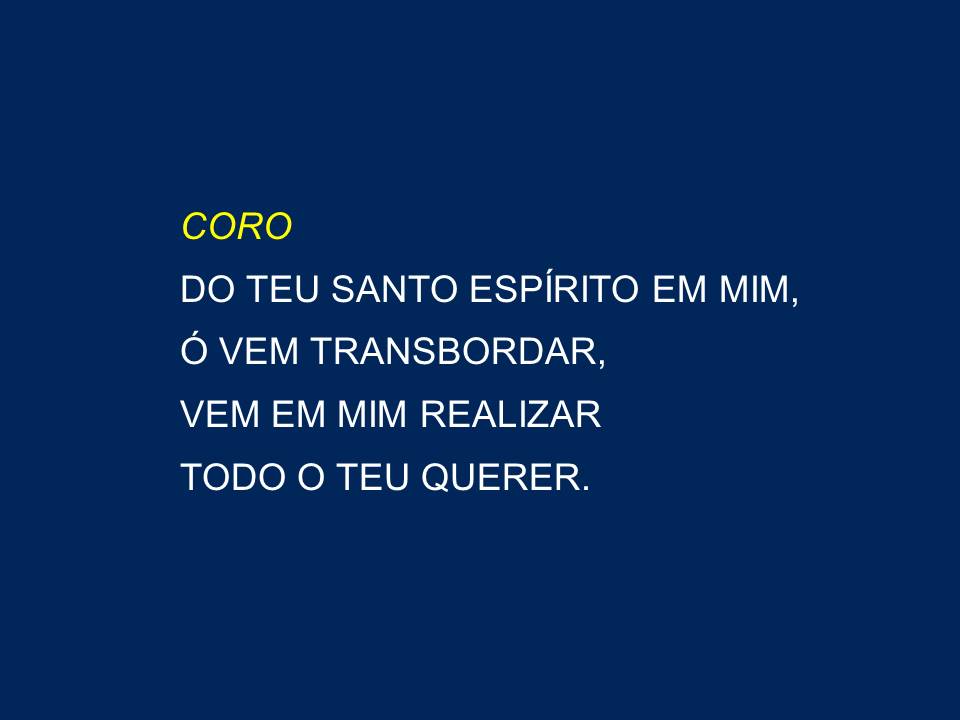 CORO
DO TEU SANTO ESPÍRITO EM MIM,
Ó VEM TRANSBORDAR,
VEM EM MIM REALIZAR
TODO O TEU QUERER.